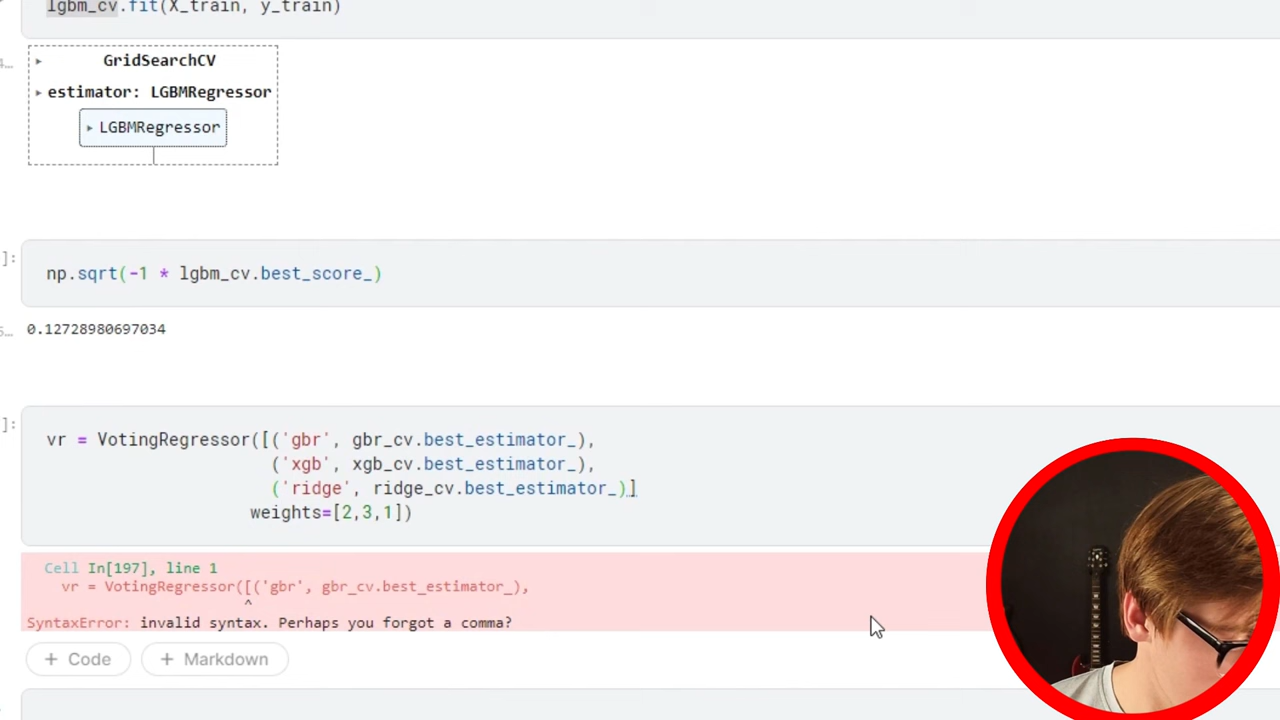 lgbm_cv.fit(X_train, y_train)
GridSearchCV
estimator: LGBMRegressor
LGBMRegressor
]:
np.sqrt(-1 * lgbm_cv.best_score_)
0.12728980697034
]:
vr = VotingRegressor([('gbr', gbr_cv.best_estimator_),
('xgb', xgb_cv.best_estimator_),
('ridge', ridge_cv.best_estimator_)]
weights=[2,3,1])
Cell In[197], line 1
vr = VotingRegressor([('gbr', gbr_cv.best_estimator_),
^
SyntaxError: invalid syntax. Perhaps you forgot a comma?
+ Code + Markdown